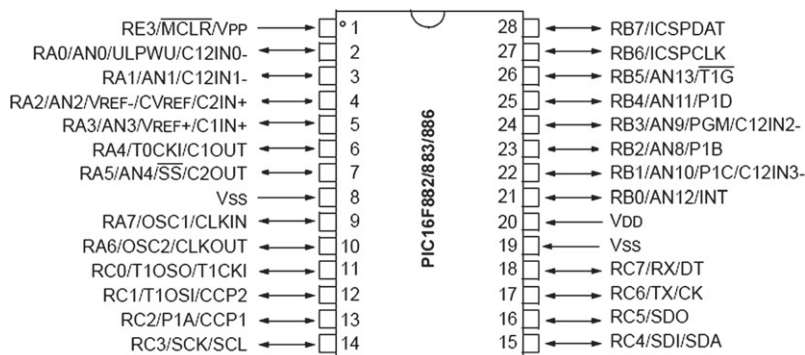 RE3/MCLR/VPP 1
RA0/AN0/ULPWU/C12IN0- 2
RA1/AN1/C12IN1- 3
RA2/AN2/VREF-/CVREF/C2IN+ 4
RA3/AN3/VREF+/C1IN+ 5
RA4/T0CKI/C1OUT 6
RA5/AN4/SS/C2OUT 7
VSS 8
RA7/OSC1/CLKIN 9
RA6/OSC2/CLKOUT 10
RC0/T1OSO/T1CKI 11
RC1/T1OSI/CCP2 12
RC2/P1A/CCP1 13
RC3/SCK/SCL 14
PIC16F882/883/886
28 RB7/ICSPDAT
27 RB6/ICSPCLK
26 RB5/AN13/T1G
25 RB4/AN11/P1D
24 RB3/AN9/PGM/C12IN2-
23 RB2/AN8/P1B
22 RB1/AN10/P1C/C12IN3-
21 RB0/AN12/INT
20 VDD
19 VSS
18 RC7/RX/DT
17 RC6/TX/CK
16 RC5/SDO
15 RC4/SDI/SDA